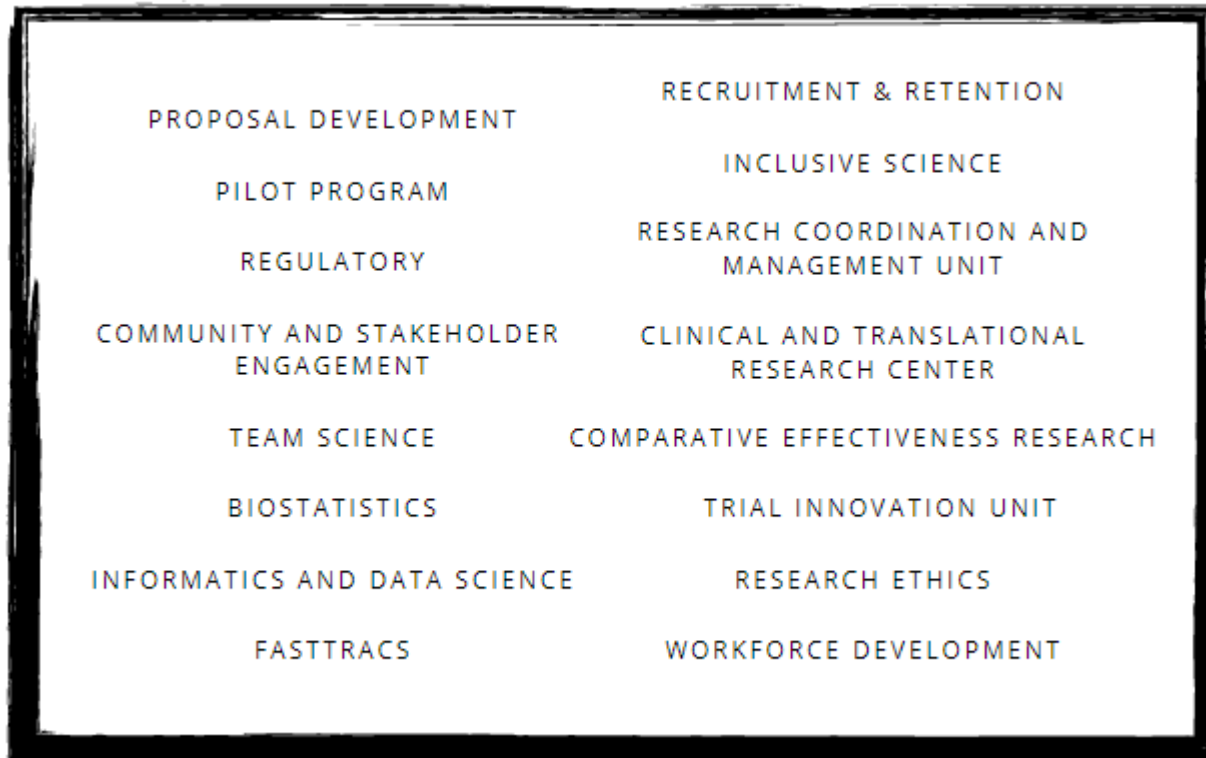 PROPOSAL DEVELOPMENT
PILOT PROGRAM
REGULATORY
COMMUNITY AND STAKEHOLDER
ENGAGEMENT
TEAM SCIENCE
BIOSTATISTICS
INFORMATICS AND DATA SCIENCE
FASTTRACS
RECRUITMENT & RETENTION
INCLUSIVE SCIENCE
RESEARCH COORDINATION AND
MANAGEMENT UNIT
CLINICAL AND TRANSLATIONAL
RESEARCH CENTER
COMPARATIVE EFFECTIVENESS RESEARCH
TRIAL INNOVATION UNIT
RESEARCH ETHICS
WORKFORCE DEVELOPMENT